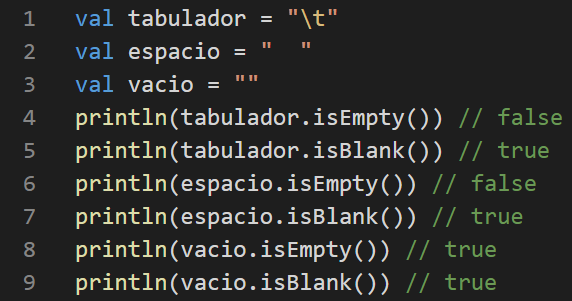 1 val tabulador = "\t"
2 val espacio = "  "
3 val vacio = ""
4 println(tabulador.isEmpty()) // false
5 println(tabulador.isBlank()) // true
6 println(espacio.isEmpty()) // false
7 println(espacio.isBlank()) // true
8 println(vacio.isEmpty()) // true
9 println(vacio.isBlank()) // true